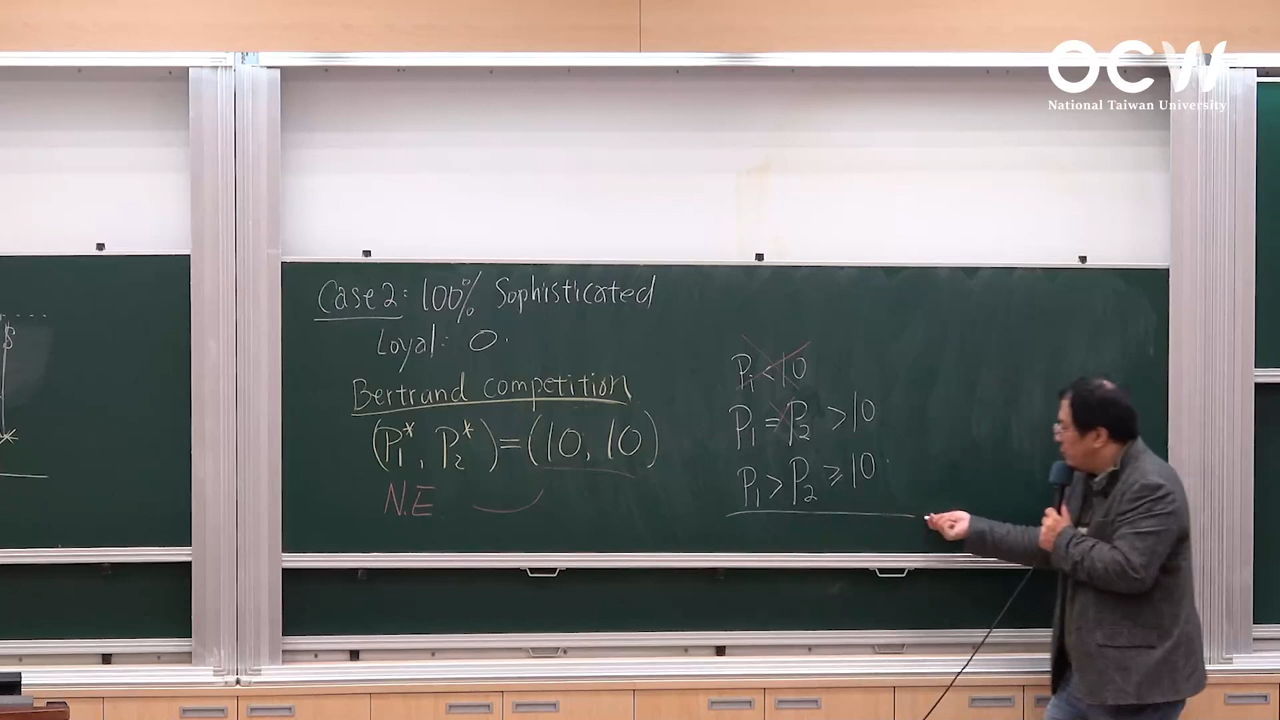 OCW
National Taiwan University
Case 2: 100% Sophisticated
Loyal: 0.
Bertrand competition
(P₁*, P₂*) = (10, 10)
N.E
P₁ < 10
P₁ = P₂ > 10
P₁ > P₂ ≥ 10